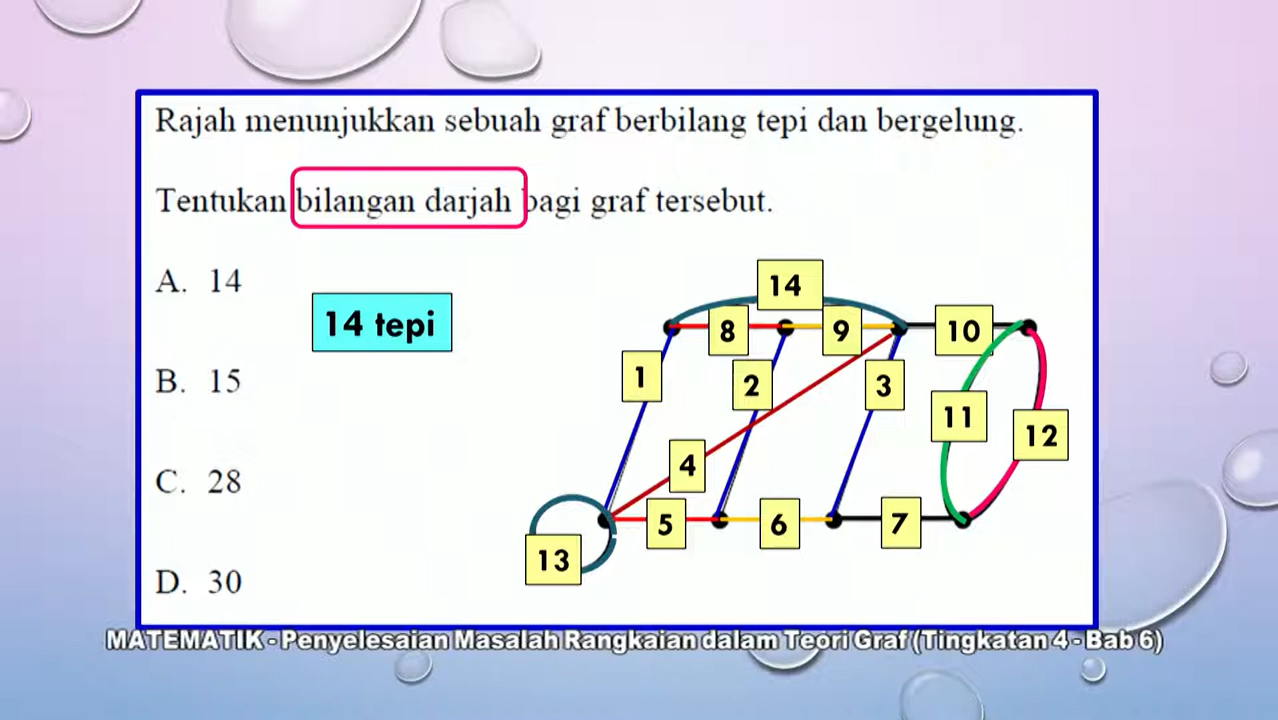 Rajah menunjukkan sebuah graf berbilang tepi dan bergelung.
Tentukan bilangan darjah bagi graf tersebut.
A. 14
14 tepi
B. 15
C. 28
D. 30
14
8
9
10
1
2
3
11
12
4
5
6
7
13
MATEMATIK - Penyelesaian Masalah Rangkaian dalam Teori Graf (Tingkatan 4 - Bab 6)